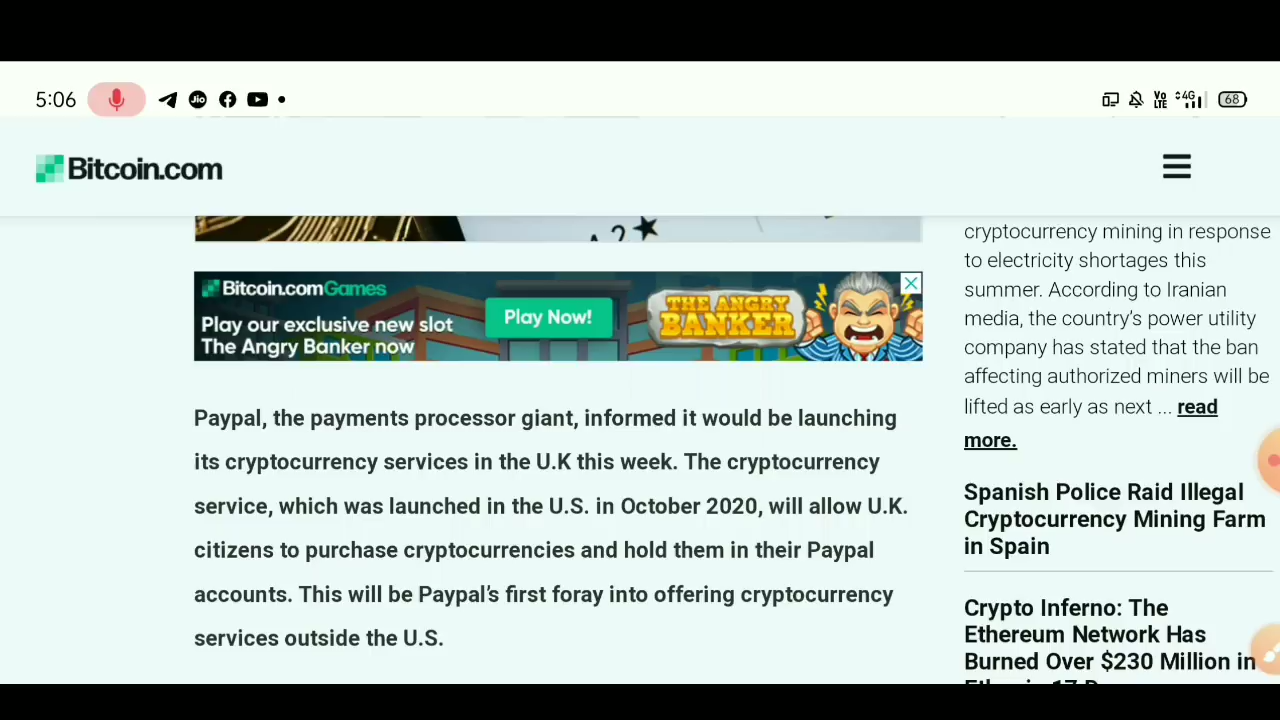 5:06
Jio
Vo
LTE
4G
68
Bitcoin.com
A 2
Bitcoin.comGames
Play our exclusive new slot
The Angry Banker now
Play Now!
THE ANGRY
BANKER
Paypal, the payments processor giant, informed it would be launching
its cryptocurrency services in the U.K this week. The cryptocurrency
service, which was launched in the U.S. in October 2020, will allow U.K.
citizens to purchase cryptocurrencies and hold them in their Paypal
accounts. This will be Paypal’s first foray into offering cryptocurrency
services outside the U.S.
cryptocurrency mining in response
to electricity shortages this
summer. According to Iranian
media, the country’s power utility
company has stated that the ban
affecting authorized miners will be
lifted as early as next ... read
more.
Spanish Police Raid Illegal
Cryptocurrency Mining Farm
in Spain
Crypto Inferno: The
Ethereum Network Has
Burned Over $230 Million in